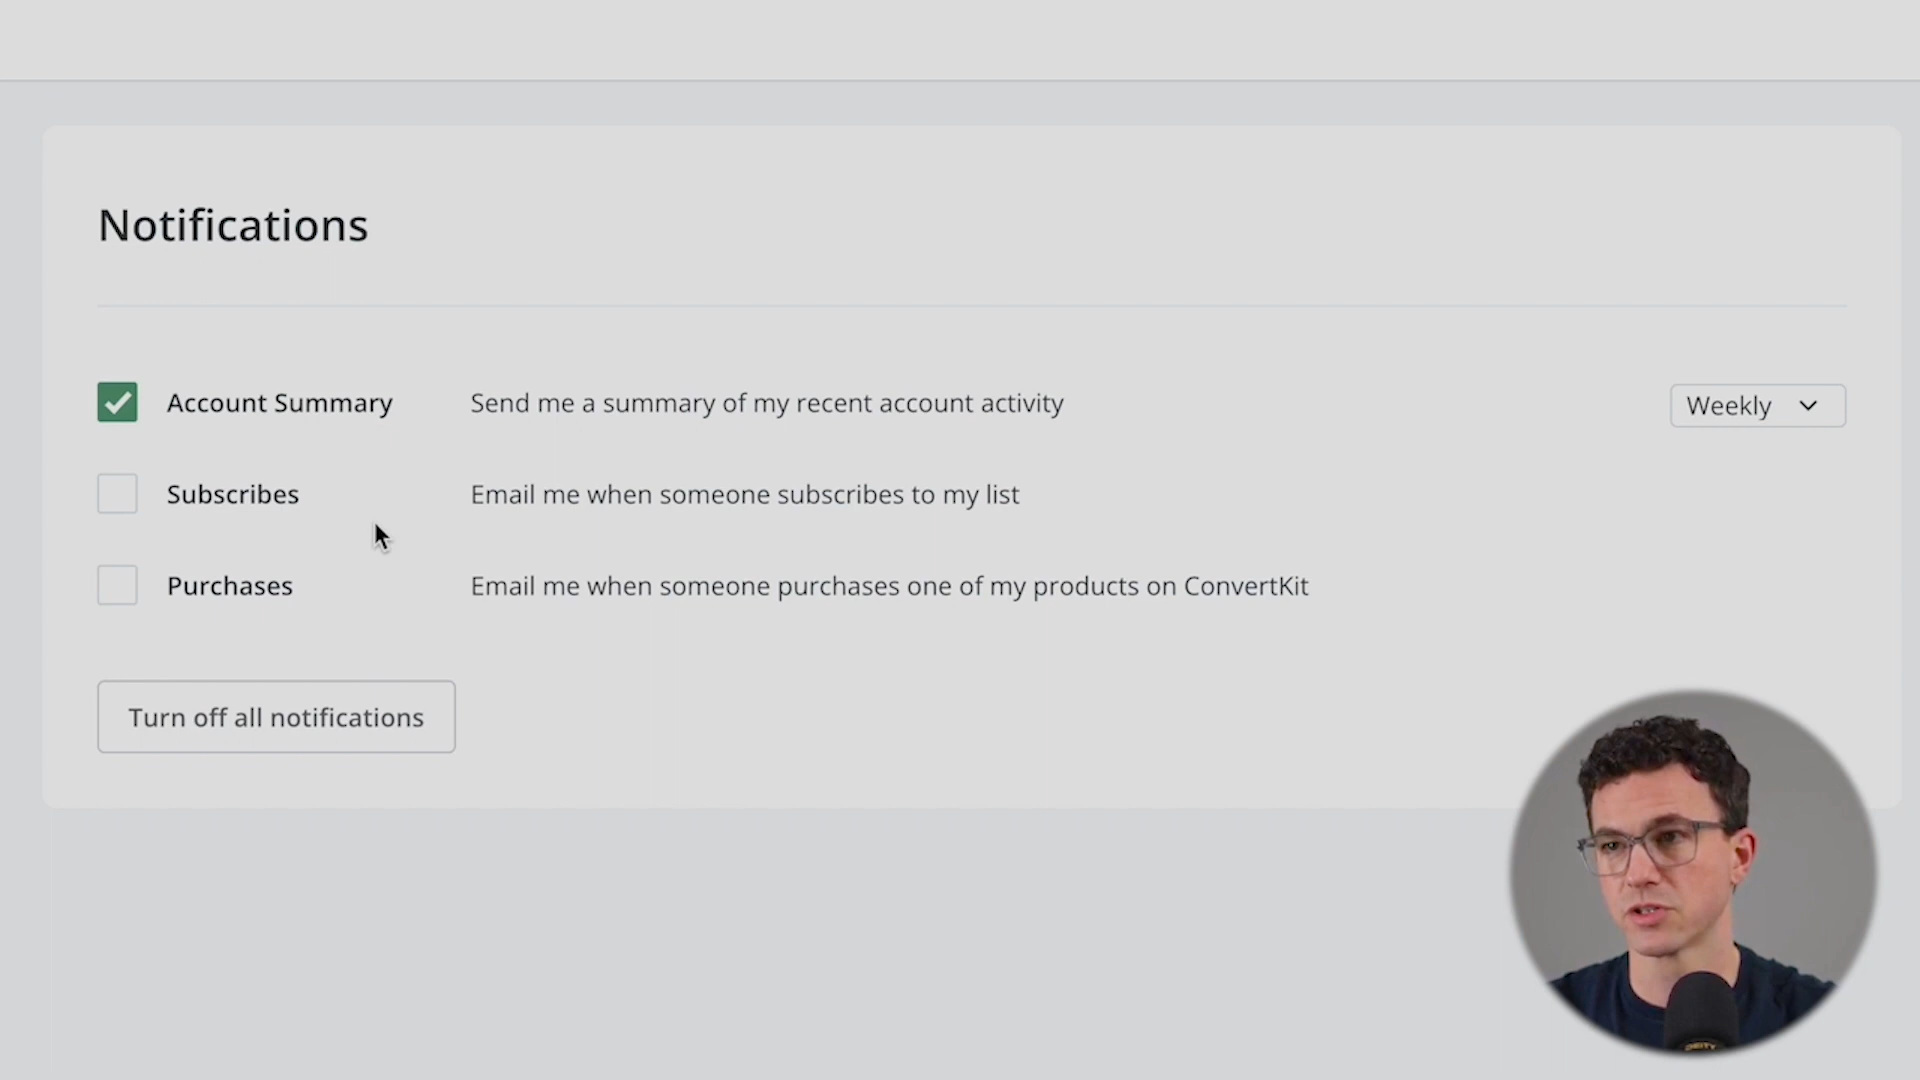 Notifications
Account Summary Send me a summary of my recent account activity Weekly
Subscribes Email me when someone subscribes to my list
Purchases Email me when someone purchases one of my products on ConvertKit
Turn off all notifications
DEITY